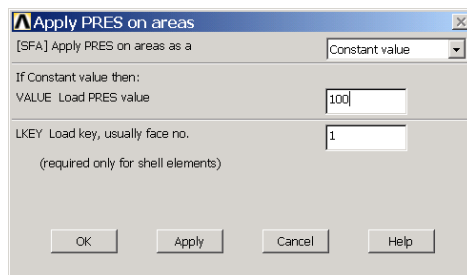 Apply PRES on areas
[SFA] Apply PRES on areas as a
Constant value
If Constant value then:
VALUE Load PRES value
100
LKEY Load key, usually face no.
1
(required only for shell elements)
OK Apply Cancel Help